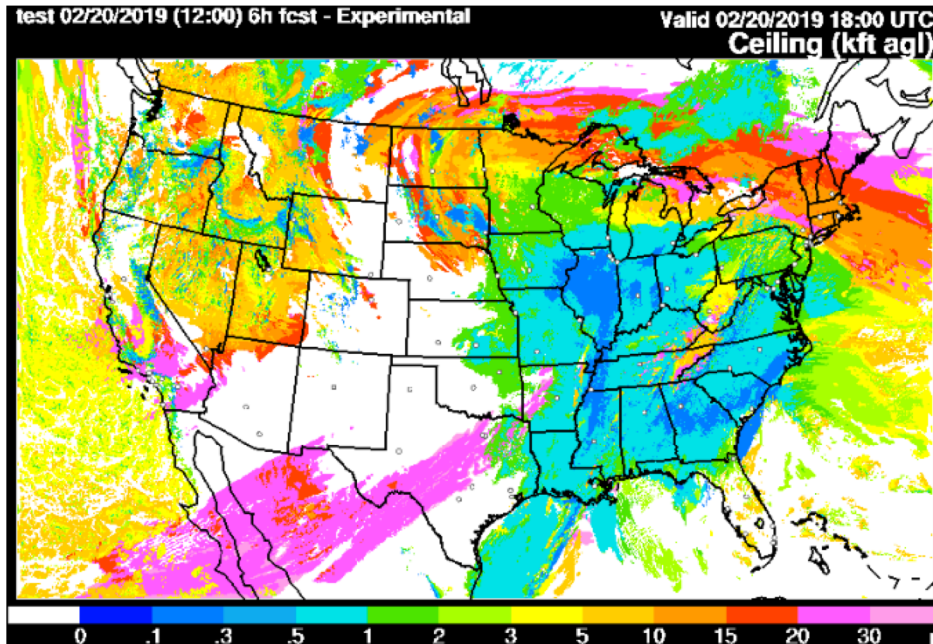 test 02/20/2019 (12:00) 6h fcst - Experimental
Valid 02/20/2019 18:00 UTC
Ceiling (kft agl)
0 .1 .3 .5 1 2 3 5 10 15 20 30